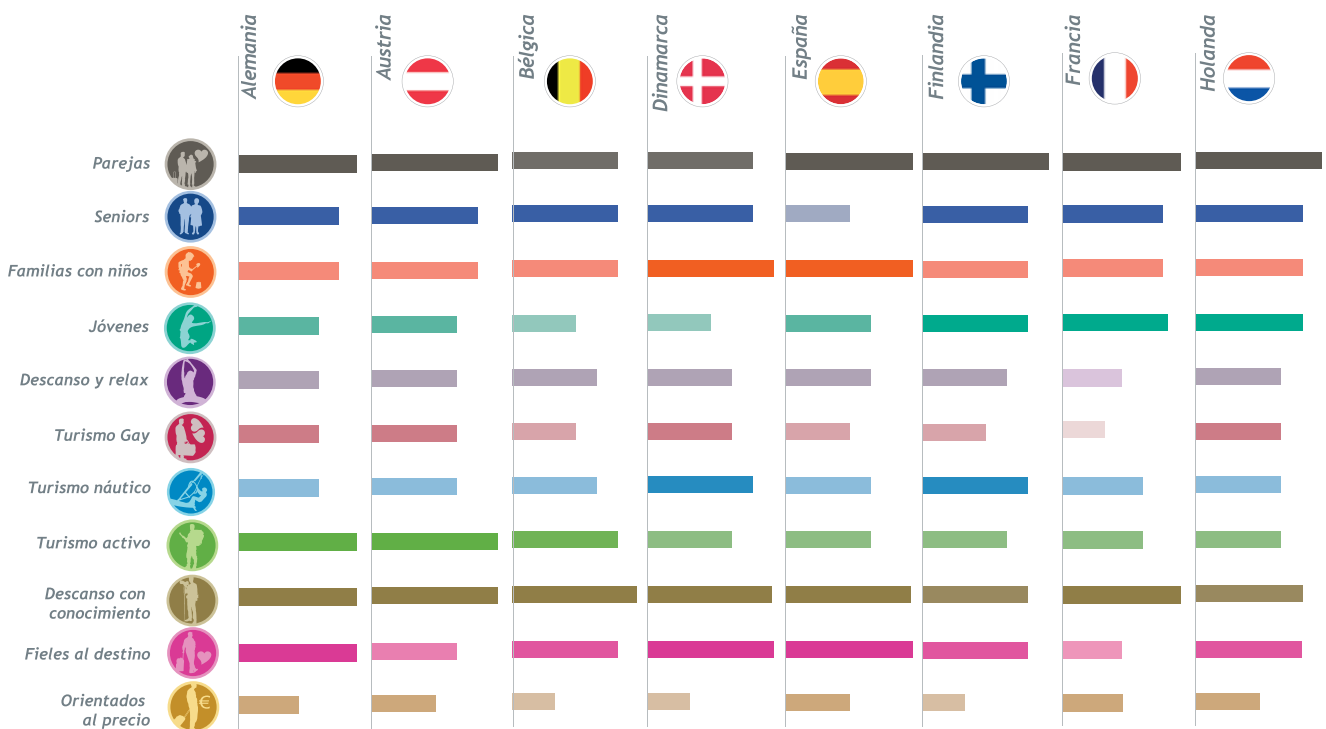 Alemania
Austria
Bélgica
Dinamarca
España
Finlandia
Francia
Holanda
Parejas
Seniors
Familias con niños
Jóvenes
Descanso y relax
Turismo Gay
Turismo náutico
Turismo activo
Descanso con
conocimiento
Fieles al destino
Orientados
al precio
€